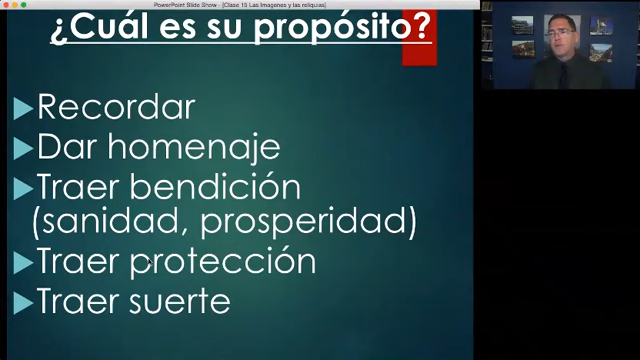 PowerPoint Slide Show - [Clase 15 Las Imagenes y las reliquias]
¿Cuál es su propósito?
Recordar
Dar homenaje
Traer bendición
(sanidad, prosperidad)
Traer protección
Traer suerte